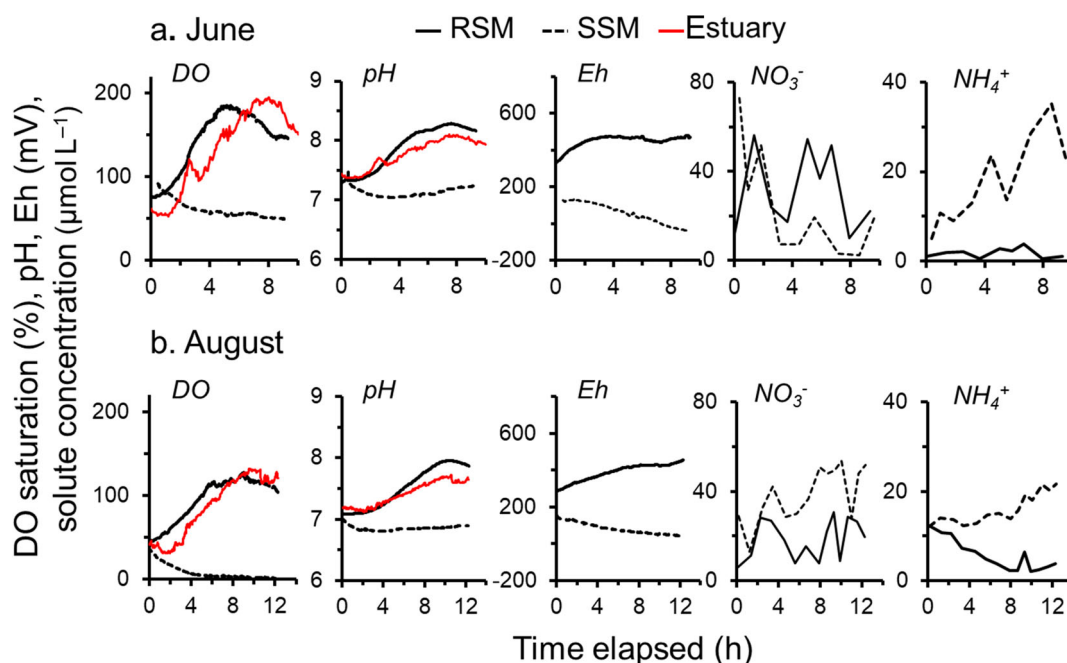 a. June
RSM SSM Estuary
DO pH Eh NO₃⁻ NH₄⁺
200 9 600 80 40
100 8 200 40 20
0 7 -200 0 0
6
0 4 8 0 4 8 0 4 8 0 4 8 0 4 8
b. August
DO pH Eh NO₃⁻ NH₄⁺
200 9 600 80 40
100 8 200 40 20
0 7 -200 0 0
6
0 4 8 12 0 4 8 12 0 4 8 12 0 4 8 12 0 4 8 12
Time elapsed (h)
DO saturation (%), pH, Eh (mV),
solute concentration (μmol L⁻¹)